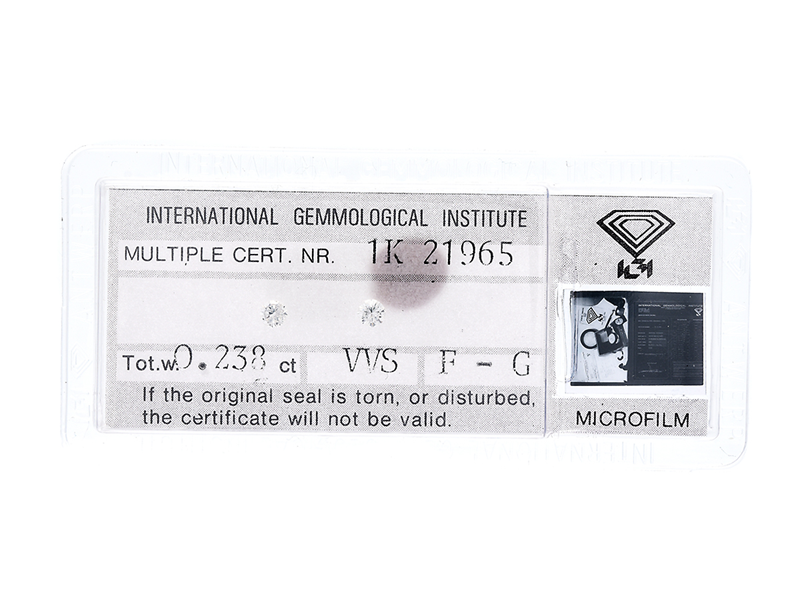 INTERNATIONAL GEMMOLOGICAL INSTITUTE
MULTIPLE CERT. NR. 1K 21965
Tot.w. 0.238 ct VVS F - G
If the original seal is torn, or disturbed,
the certificate will not be valid.
IGI
MICROFILM